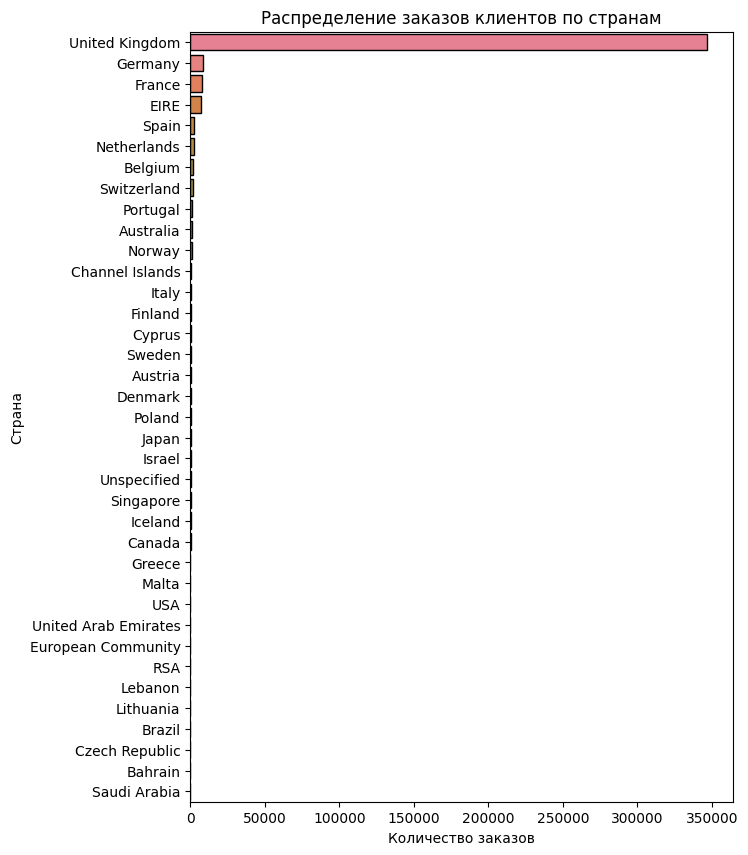 Распределение заказов клиентов по странам
United Kingdom
Germany
France
EIRE
Spain
Netherlands
Belgium
Switzerland
Portugal
Australia
Norway
Channel Islands
Italy
Finland
Cyprus
Sweden
Austria
Denmark
Poland
Japan
Israel
Unspecified
Singapore
Iceland
Canada
Greece
Malta
USA
United Arab Emirates
European Community
RSA
Lebanon
Lithuania
Brazil
Czech Republic
Bahrain
Saudi Arabia
Страна
0 50000 100000 150000 200000 250000 300000 350000
Количество заказов